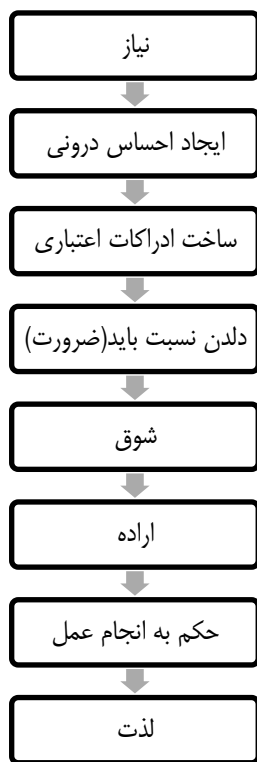 نیاز
ایجاد احساس درونی
ساخت ادراکات اعتباری
دلدن نسبت باید(ضرورت)
شوق
اراده
حکم به انجام عمل
لذت